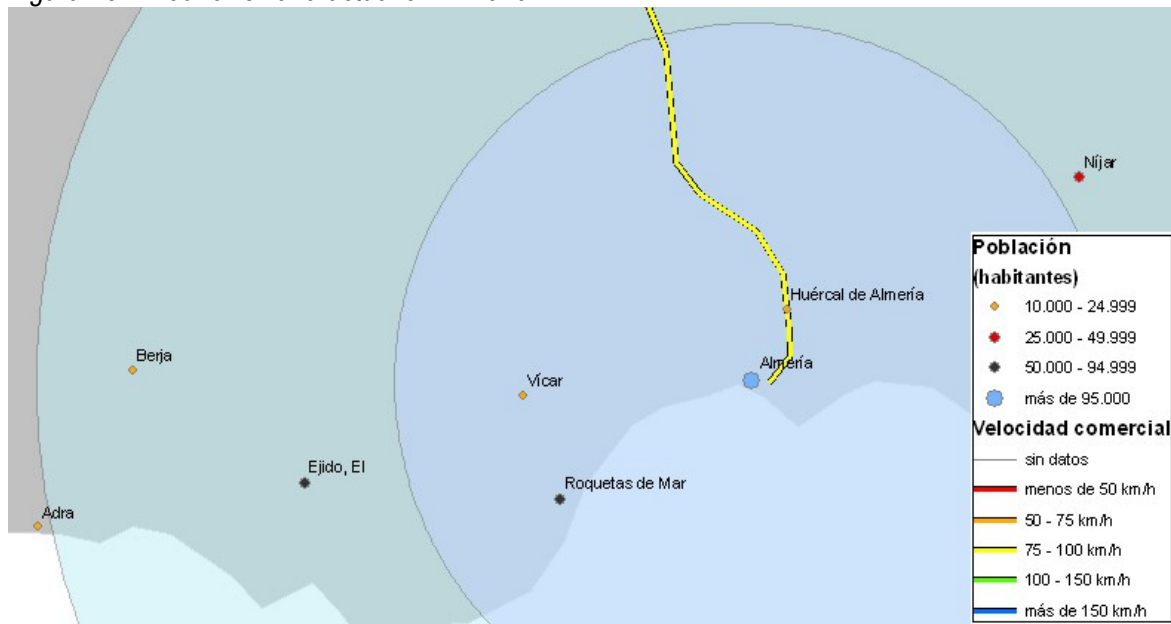 Níjar
Huércal de Almería
Almería
Berja
Vícar
Ejido, El
Roquetas de Mar
Adra
Población
(habitantes)
10.000 - 24.999
25.000 - 49.999
50.000 - 94.999
más de 95.000
Velocidad comercial
sin datos
menos de 50 km/h
50 - 75 km/h
75 - 100 km/h
100 - 150 km/h
más de 150 km/h